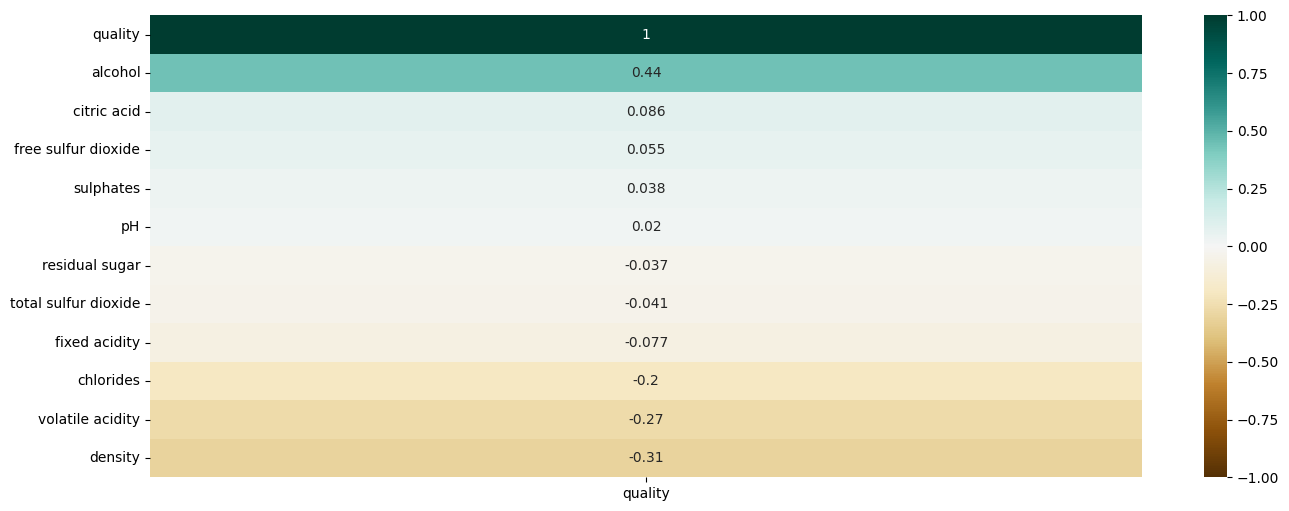 quality 1
alcohol 0.44
citric acid 0.086
free sulfur dioxide 0.055
sulphates 0.038
pH 0.02
residual sugar -0.037
total sulfur dioxide -0.041
fixed acidity -0.077
chlorides -0.2
volatile acidity -0.27
density -0.31
quality
1.00
0.75
0.50
0.25
0.00
−0.25
−0.50
−0.75
−1.00